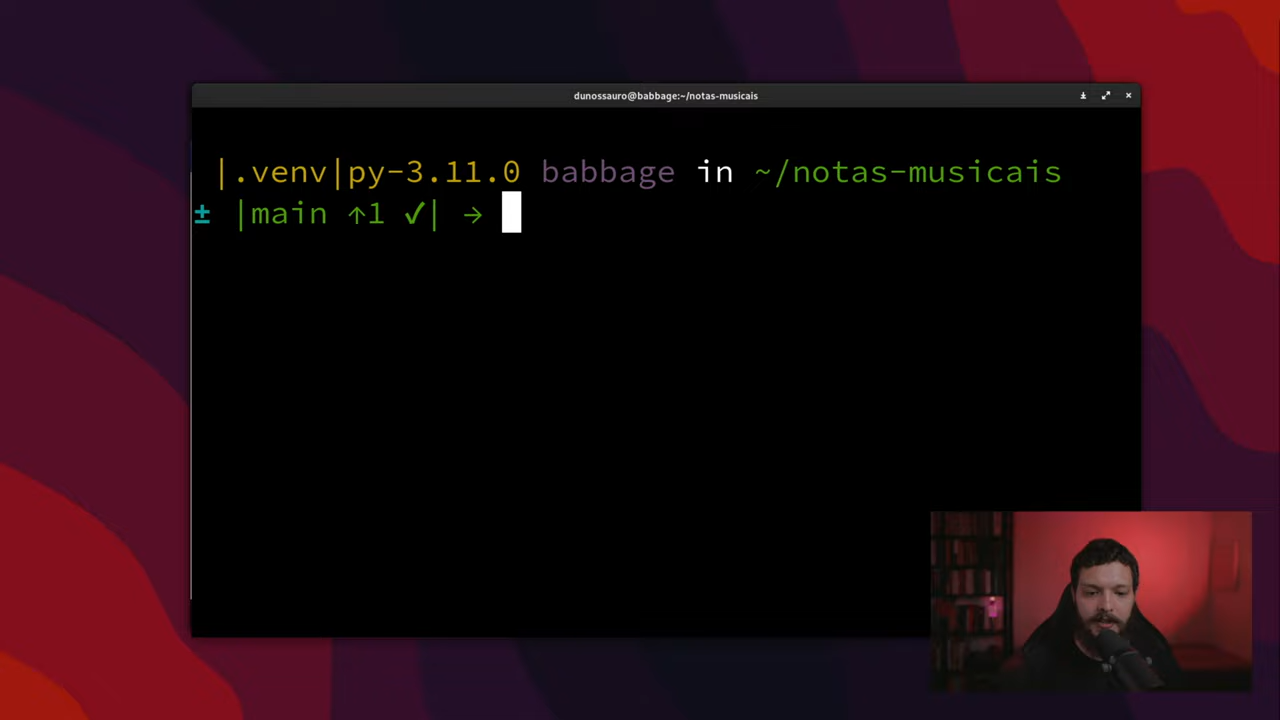 dunossauro@babbage:~/notas-musicais
|.venv|py-3.11.0 babbage in ~/notas-musicais
± |main ↑1 ✓| →